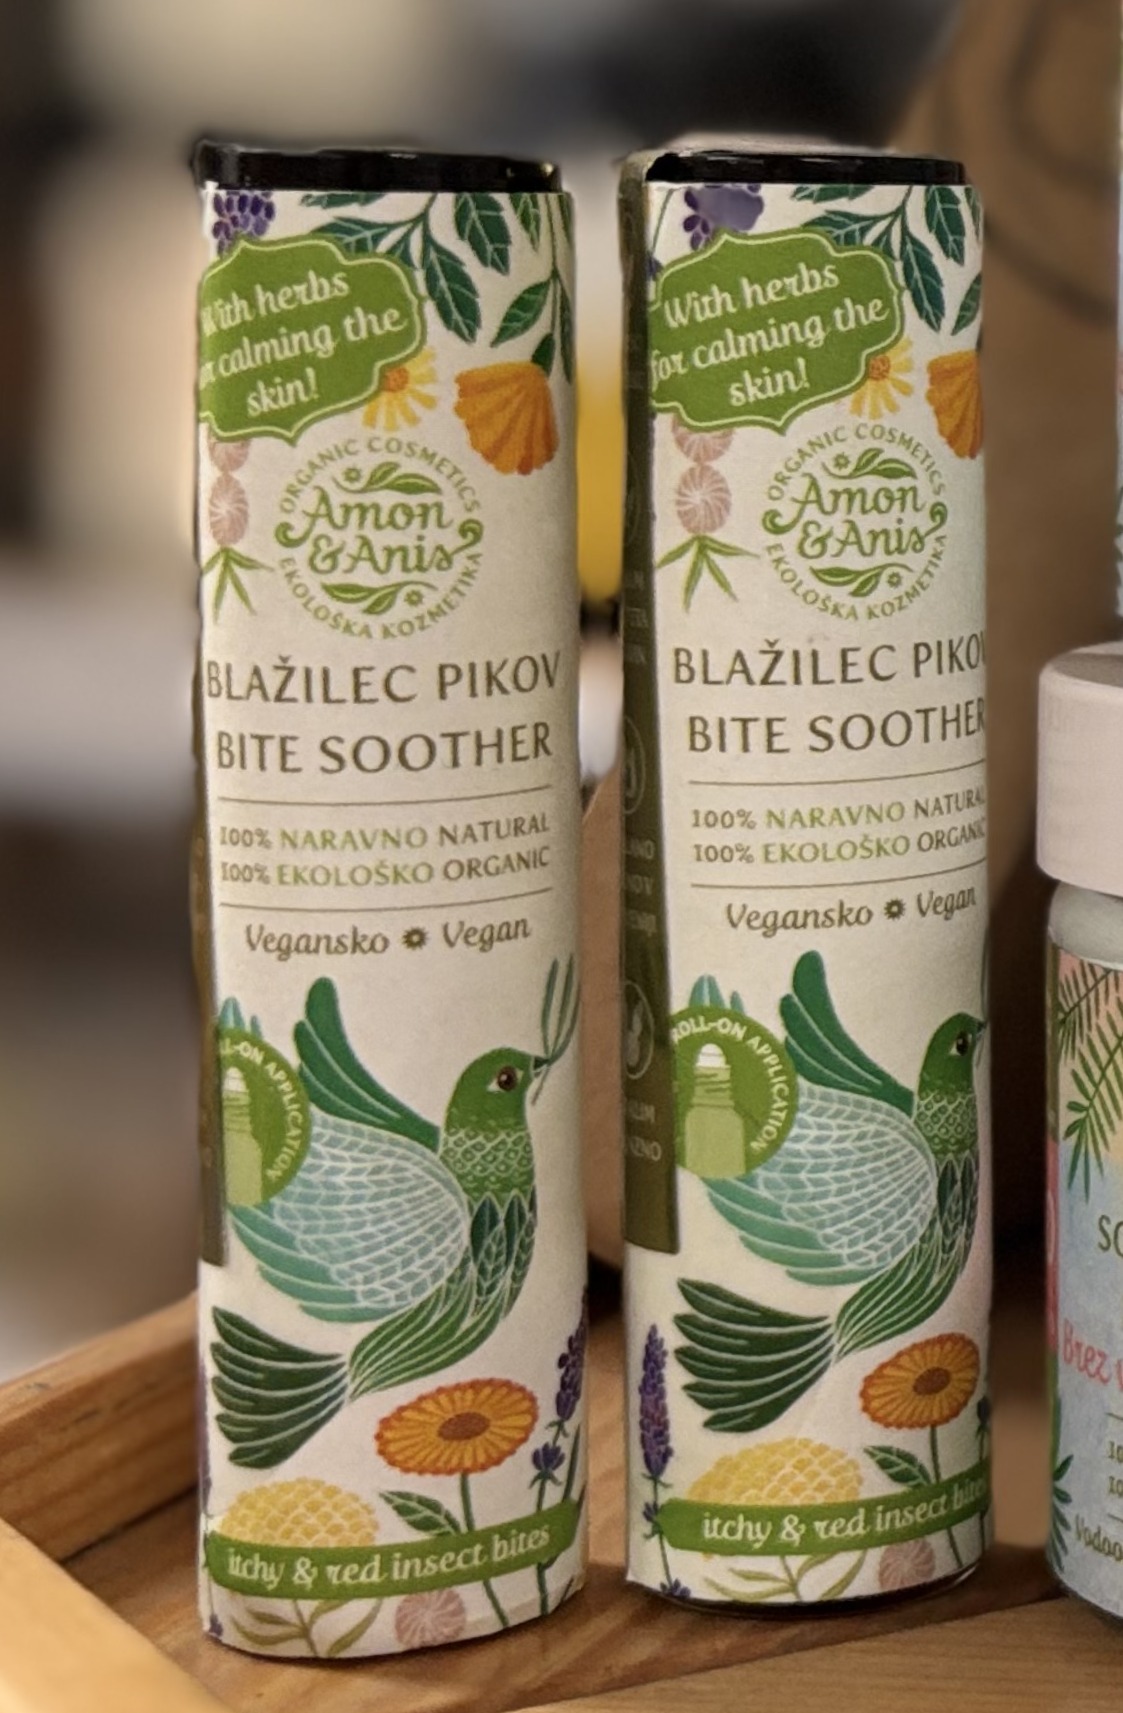 With herbs
calming the
skin!
ORGANIC COSMETICS
Amon
&Anis
EKOLOŠKA KOZMETIKA
BLAŽILEC PIKOV
BITE SOOTHER
100% NARAVNO NATURAL
100% EKOLOŠKO ORGANIC
Vegansko Vegan
LL-ON APPLICATION
itchy & red insect bites
With herbs
for calming the
skin!
ORGANIC COSMETICS
Amon
&Anis
EKOLOŠKA KOZMETIKA
BLAŽILEC PIKOV
BITE SOOTHER
100% NARAVNO NATURAL
100% EKOLOŠKO ORGANIC
Vegansko Vegan
ROLL-ON APPLICATION
itchy & red insect bites
Brez